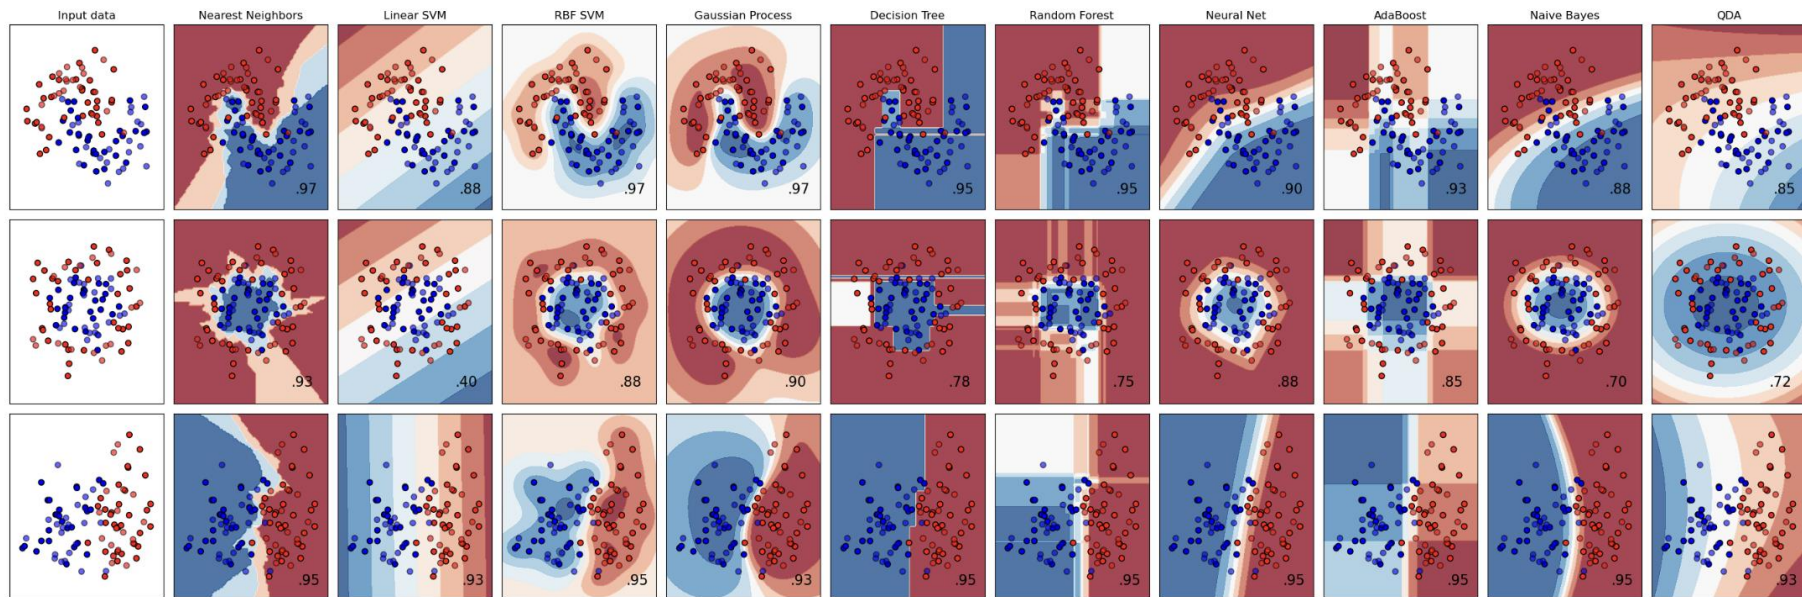 Input data
Nearest Neighbors
Linear SVM
RBF SVM
Gaussian Process
Decision Tree
Random Forest
Neural Net
AdaBoost
Naive Bayes
QDA
.97
.88
.97
.97
.95
.95
.90
.93
.88
.85
.93
.40
.88
.90
.78
.75
.88
.85
.70
.72
.95
.93
.95
.93
.95
.95
.95
.95
.95
.93